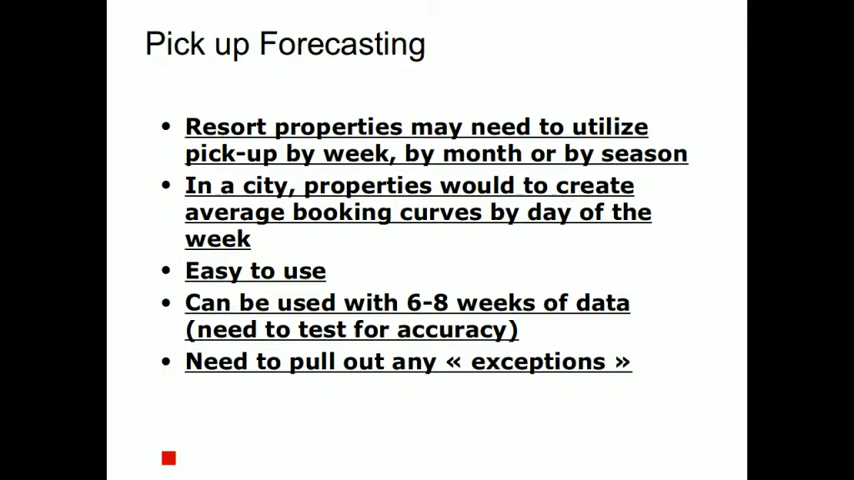 Pick up Forecasting
• Resort properties may need to utilize
pick-up by week, by month or by season
• In a city, properties would to create
average booking curves by day of the
week
• Easy to use
• Can be used with 6-8 weeks of data
(need to test for accuracy)
• Need to pull out any « exceptions »